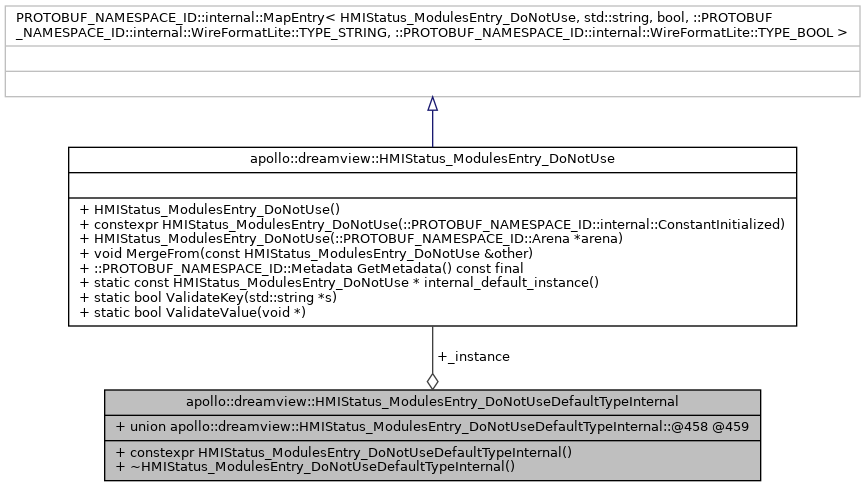 PROTOBUF_NAMESPACE_ID::internal::MapEntry< HMIStatus_ModulesEntry_DoNotUse, std::string, bool, ::PROTOBUF
_NAMESPACE_ID::internal::WireFormatLite::TYPE_STRING, ::PROTOBUF_NAMESPACE_ID::internal::WireFormatLite::TYPE_BOOL >
apollo::dreamview::HMIStatus_ModulesEntry_DoNotUse
+ HMIStatus_ModulesEntry_DoNotUse()
+ constexpr HMIStatus_ModulesEntry_DoNotUse(::PROTOBUF_NAMESPACE_ID::internal::ConstantInitialized)
+ HMIStatus_ModulesEntry_DoNotUse(::PROTOBUF_NAMESPACE_ID::Arena *arena)
+ void MergeFrom(const HMIStatus_ModulesEntry_DoNotUse &other)
+ ::PROTOBUF_NAMESPACE_ID::Metadata GetMetadata() const final
+ static const HMIStatus_ModulesEntry_DoNotUse * internal_default_instance()
+ static bool ValidateKey(std::string *s)
+ static bool ValidateValue(void *)
+_instance
apollo::dreamview::HMIStatus_ModulesEntry_DoNotUseDefaultTypeInternal
+ union apollo::dreamview::HMIStatus_ModulesEntry_DoNotUseDefaultTypeInternal::@458 @459
+ constexpr HMIStatus_ModulesEntry_DoNotUseDefaultTypeInternal()
+ ~HMIStatus_ModulesEntry_DoNotUseDefaultTypeInternal()